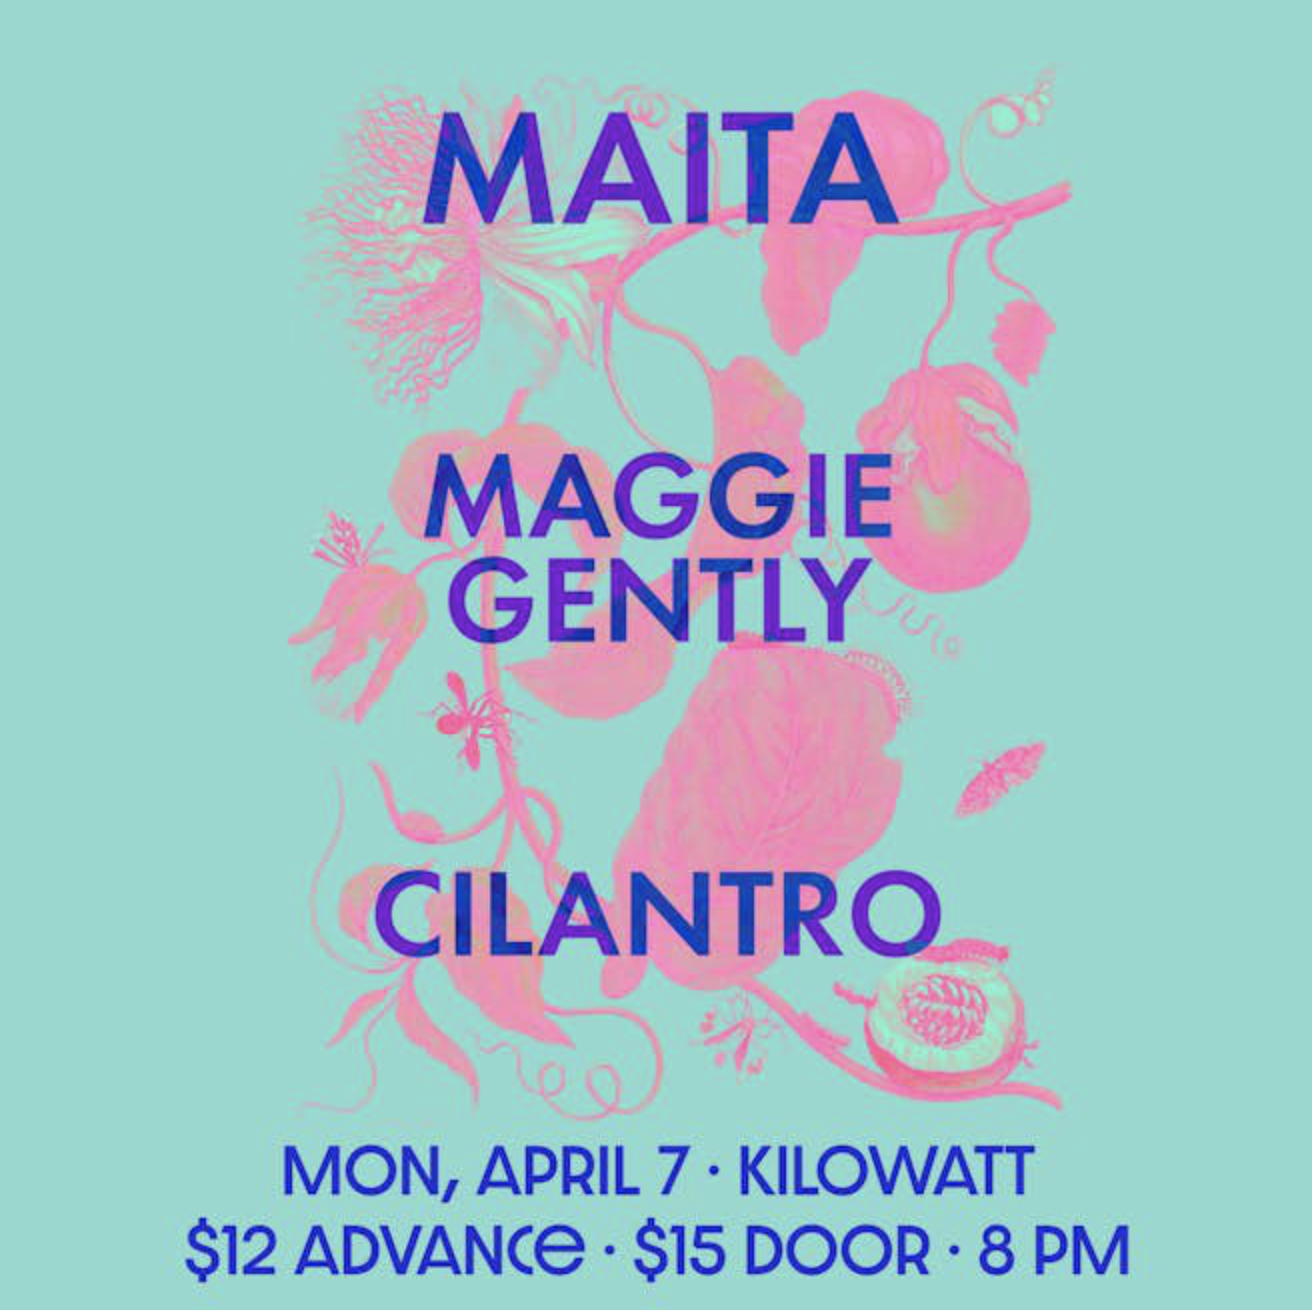 MAITA
MAGGIE
GENTLY
CILANTRO
MON, APRIL 7 · KILOWATT
$12 ADVANCE · $15 DOOR · 8 PM